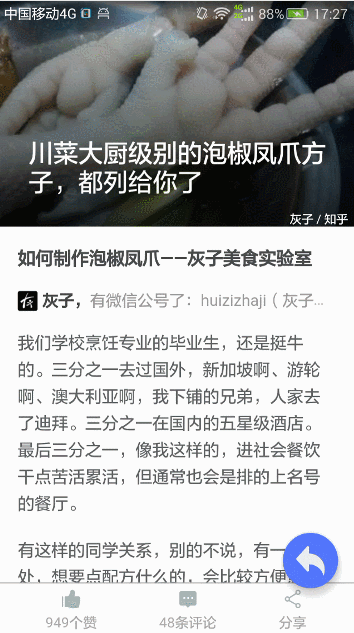 中国移动4G 88% 17:27
川菜大厨级别的泡椒凤爪方
子，都列给你了
灰子 / 知乎
如何制作泡椒凤爪——灰子美食实验室
灰子，有微信公号了：huizizhaji（灰子...
我们学校烹饪专业的毕业生，还是挺牛
的。三分之一去过国外，新加坡啊、游轮
啊、澳大利亚啊，我下铺的兄弟，人家去
了迪拜。三分之一在国内的五星级酒店。
最后三分之一，像我这样的，进社会餐饮
干点苦活累活，但通常也会是排的上名号
的餐厅。
有这样的同学关系，别的不说，有一
处，想要点配方什么的，会比较方便
949个赞 48条评论 分享